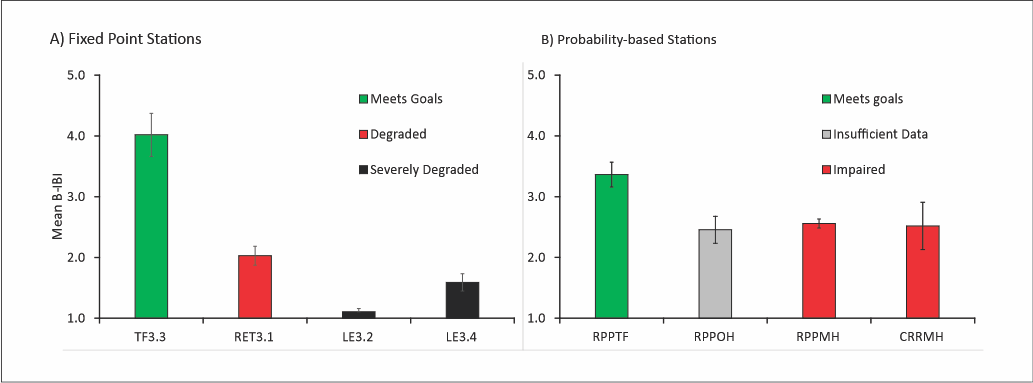 A) Fixed Point Stations
5.0
4.0
3.0
2.0
1.0
Mean B-IBI
Meets Goals
Degraded
Severely Degraded
TF3.3 RET3.1 LE3.2 LE3.4
B) Probability-based Stations
5.0
4.0
3.0
2.0
1.0
Meets goals
Insufficient Data
Impaired
RPPTF RPPOH RPPMH CRRMH